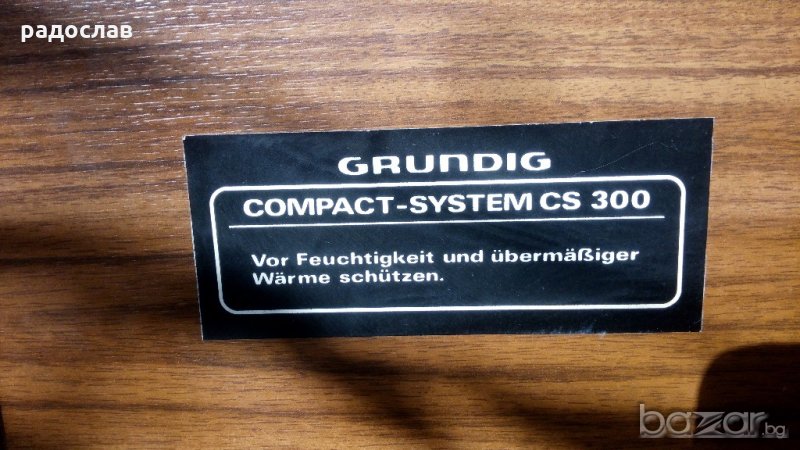 радослав
GRUNDIG
COMPACT-SYSTEM CS 300
Vor Feuchtigkeit und übermäßiger
Wärme schützen.
bazar.bg